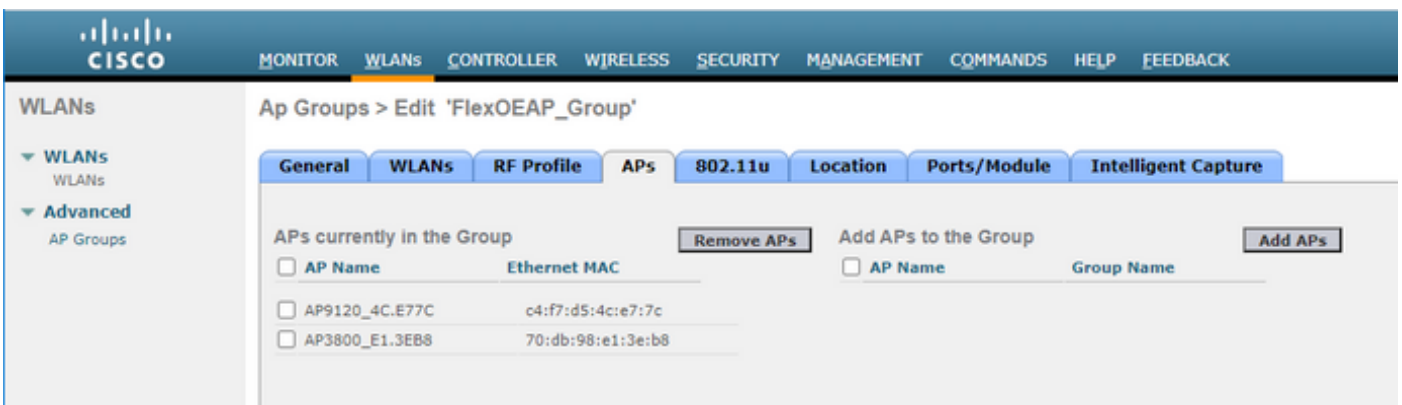 CISCO
MONITOR WLANs CONTROLLER WIRELESS SECURITY MANAGEMENT COMMANDS HELP FEEDBACK
WLANs
Ap Groups > Edit 'FlexOEAP_Group'
WLANs
WLANs
Advanced
AP Groups
General WLANs RF Profile APs 802.11u Location Ports/Module Intelligent Capture
APs currently in the Group Remove APs Add APs to the Group Add APs
AP Name Ethernet MAC AP Name Group Name
AP9120_4C.E77C c4:f7:d5:4c:e7:7c
AP3800_E1.3EB8 70:db:98:e1:3e:b8